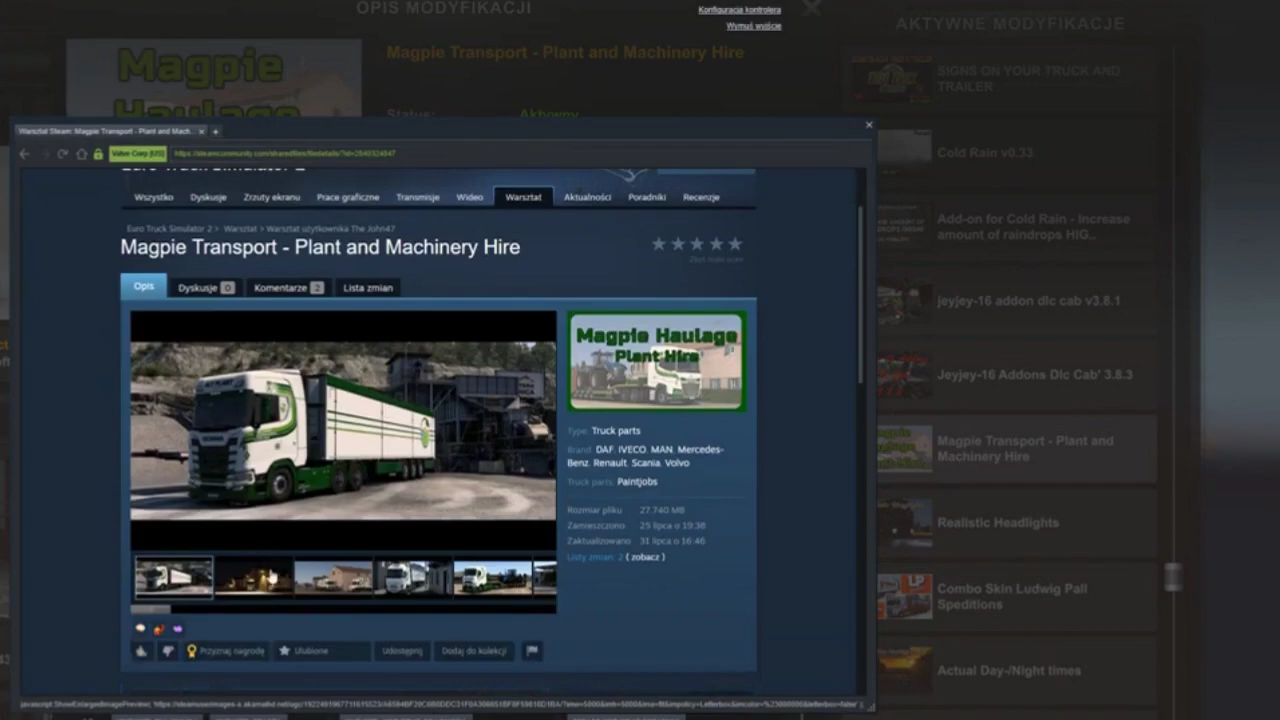 OPIS MODYFIKACJI
Konfiguracja kontrolera
Wymuś wyjście
AKTYWNE MODYFIKACJE
Magpie
Haulage
Magpie Transport - Plant and Machinery Hire
Status:
Aktywny
SIGNS ON YOUR TRUCK AND
TRAILER
Cold Rain v0.33
Add-on for Cold Rain - Increase
amount of raindrops HIG..
jeyjey-16 addon dlc cab v3.8.1
Jeyjey-16 Addons Dlc Cab' 3.8.3
Magpie Transport - Plant and
Machinery Hire
Realistic Headlights
Combo Skin Ludwig Pall
Speditions
Actual Day-/Night times
Warsztat Steam: Magpie Transport - Plant and Mach..
Valve Corp [US]
Wszystko Dyskusje Zrzuty ekranu Prace graficzne Transmisje Wideo Warsztat Aktualności Poradniki Recenzje
Euro Truck Simulator 2 > Warsztat > Warsztat użytkownika The John47
Magpie Transport - Plant and Machinery Hire
Zbyt mało ocen
Opis Dyskusje 0 Komentarze 2 Lista zmian
Magpie Haulage
Plant Hire
Type: Truck parts
Brand: DAF, IVECO, MAN, Mercedes-
Benz, Renault, Scania, Volvo
Truck parts: Paintjobs
Rozmiar pliku 27.740 MB
Zamieszczono 25 lipca o 19:38
Zaktualizowano 31 lipca o 16:46
Listy zmian: 2 ( zobacz )
Przyznaj nagrodę Ulubione Udostępnij Dodaj do kolekcji